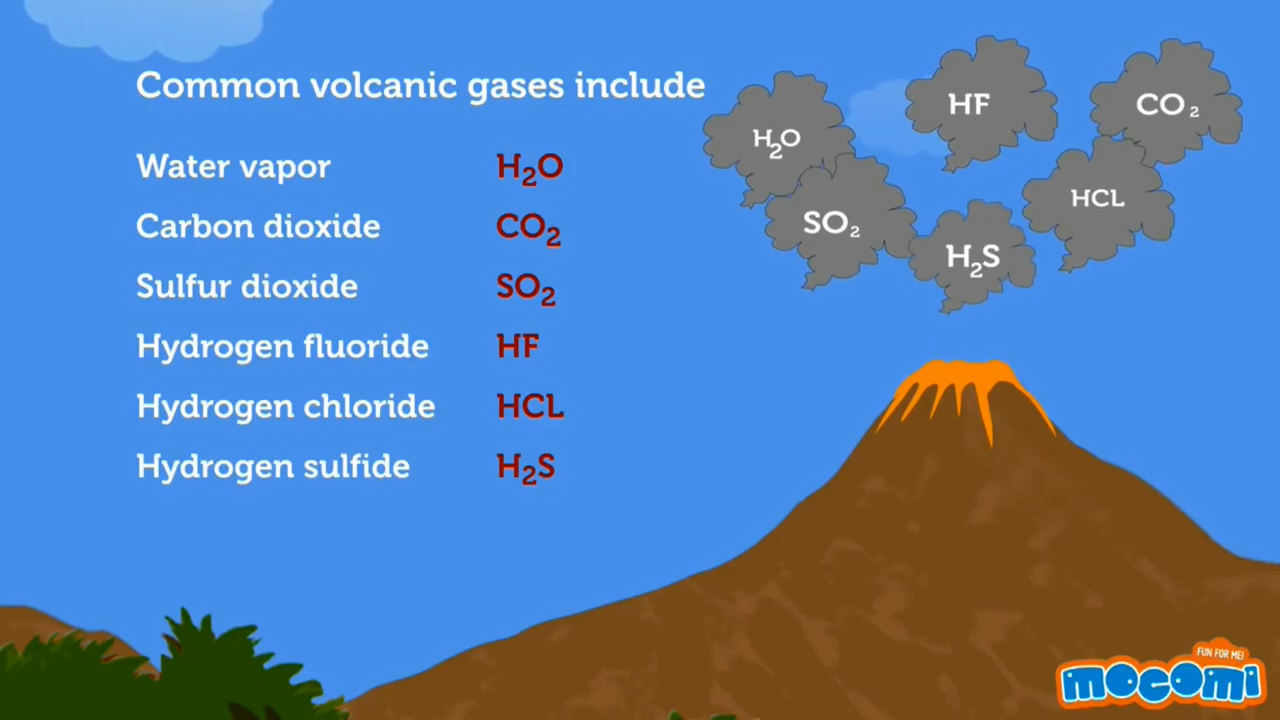 Common volcanic gases include
Water vapor H₂O
Carbon dioxide CO₂
Sulfur dioxide SO₂
Hydrogen fluoride HF
Hydrogen chloride HCL
Hydrogen sulfide H₂S
H₂O
HF
CO₂
SO₂
H₂S
HCL
FUN FOR ME!
mocomi